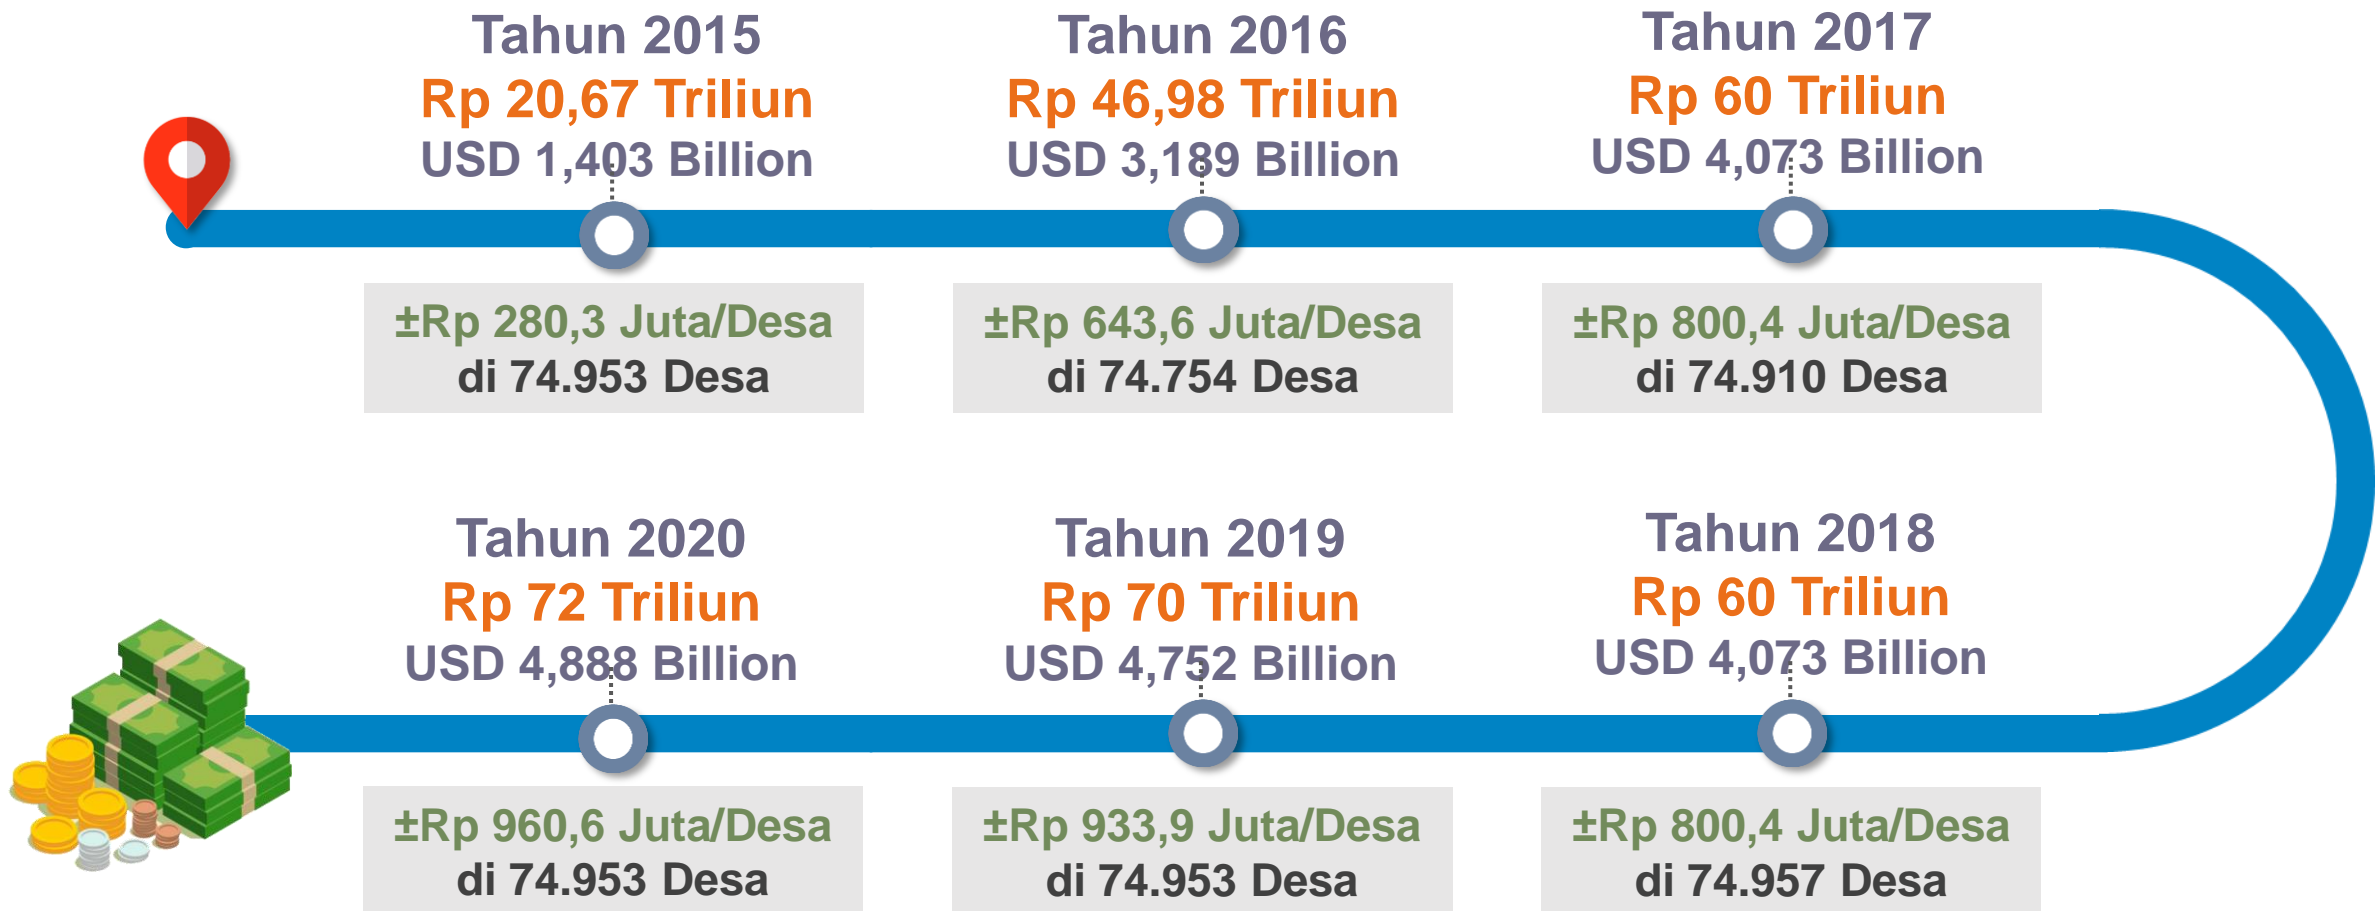 Tahun 2015
Rp 20,67 Triliun
USD 1,403 Billion
±Rp 280,3 Juta/Desa
di 74.953 Desa
Tahun 2016
Rp 46,98 Triliun
USD 3,189 Billion
±Rp 643,6 Juta/Desa
di 74.754 Desa
Tahun 2017
Rp 60 Triliun
USD 4,073 Billion
±Rp 800,4 Juta/Desa
di 74.910 Desa
Tahun 2018
Rp 60 Triliun
USD 4,073 Billion
±Rp 800,4 Juta/Desa
di 74.957 Desa
Tahun 2019
Rp 70 Triliun
USD 4,752 Billion
±Rp 933,9 Juta/Desa
di 74.953 Desa
Tahun 2020
Rp 72 Triliun
USD 4,888 Billion
±Rp 960,6 Juta/Desa
di 74.953 Desa